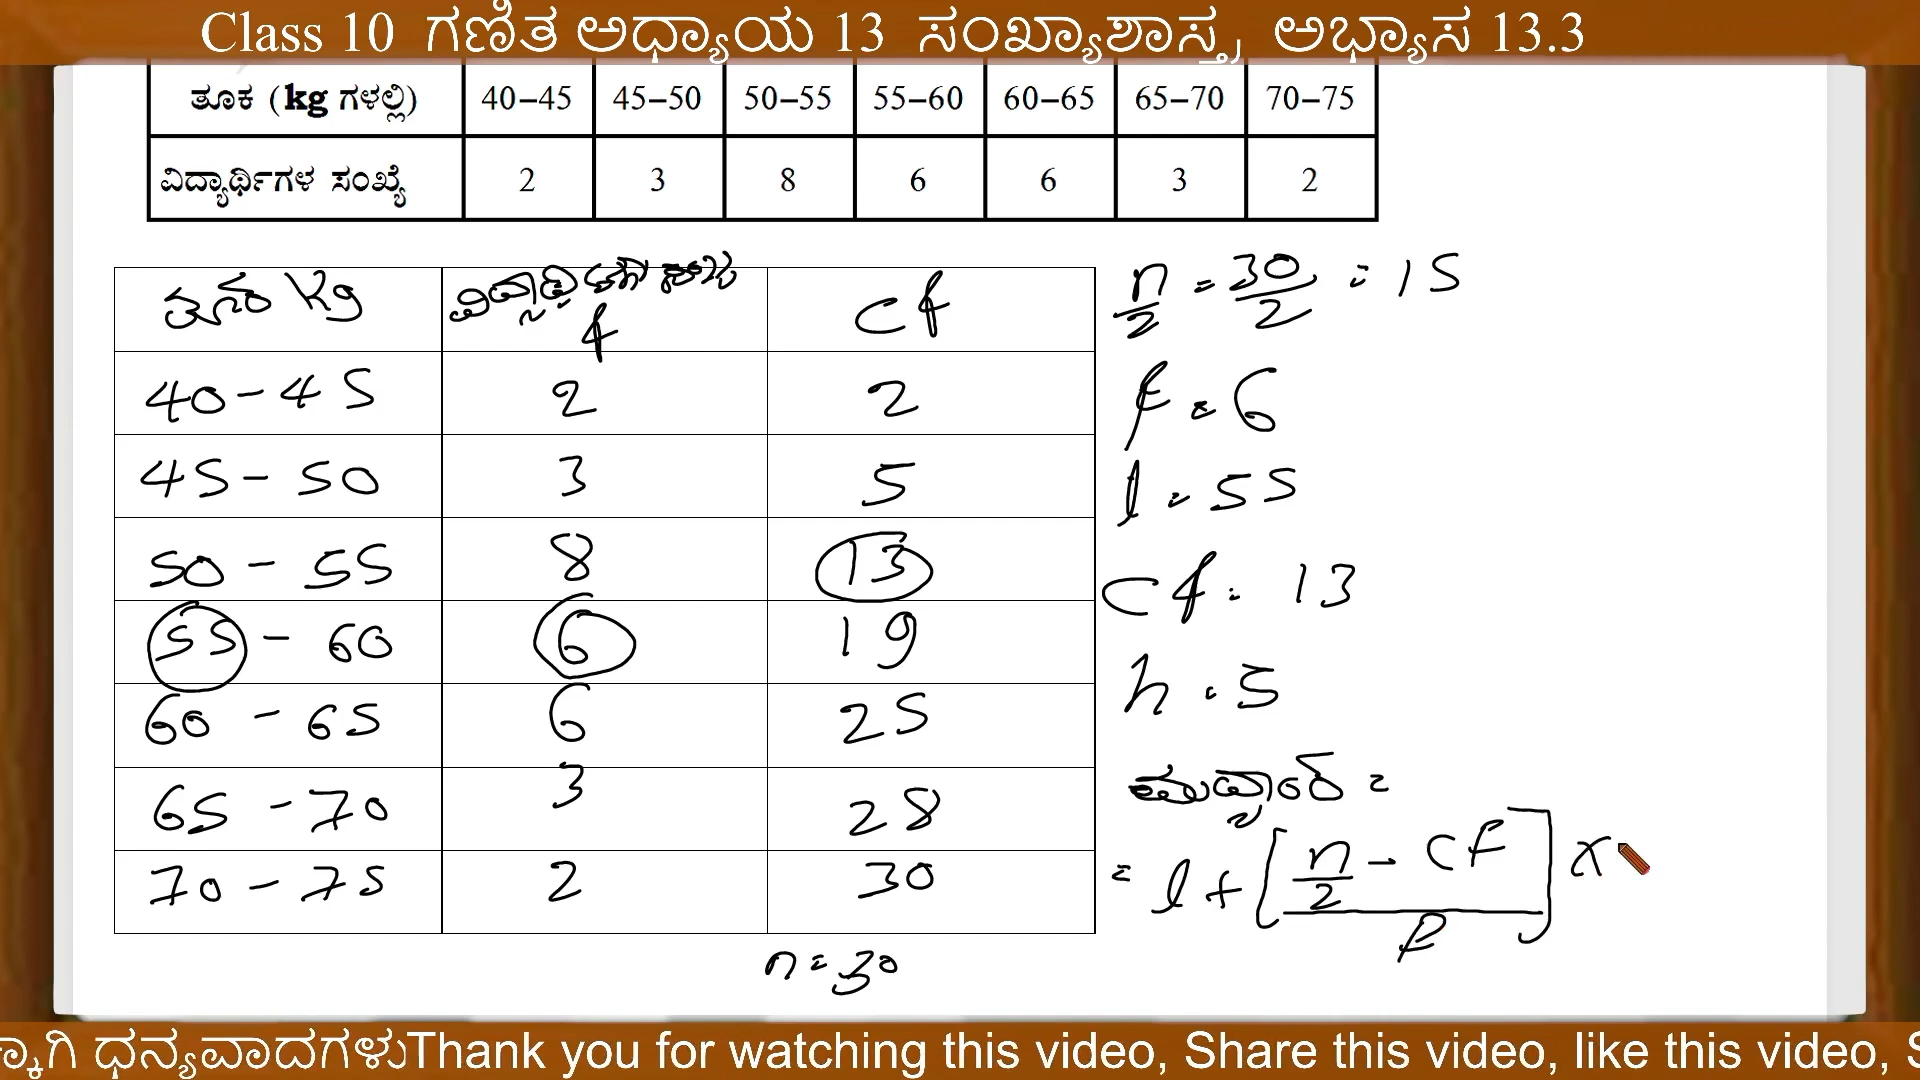 Class 10 ಗಣಿತ ಅಧ್ಯಾಯ 13 ಸಂಖ್ಯಾಶಾಸ್ತ್ರ, ಅಭ್ಯಾಸ 13.3
ತೂಕ (kg ಗಳಲ್ಲಿ) 40–45 45–50 50–55 55–60 60–65 65–70 70–75
ವಿದ್ಯಾರ್ಥಿಗಳ ಸಂಖ್ಯೆ 2 3 8 6 6 3 2
kg f cf
40-45 2 2
45-50 3 5
50-55 8 13
55-60 6 19
60-65 6 25
65-70 3 28
70-75 2 30
n=30
n/2 = 30/2 = 15
f=6
l=55
cf=13
h=5
ಮಧ್ಯಾಂಕ =
= l+[(n/2 - cf)/f] ×
ಕ್ಕಾಗಿ ಧನ್ಯವಾದಗಳುThank you for watching this video, Share this video, like this video, S